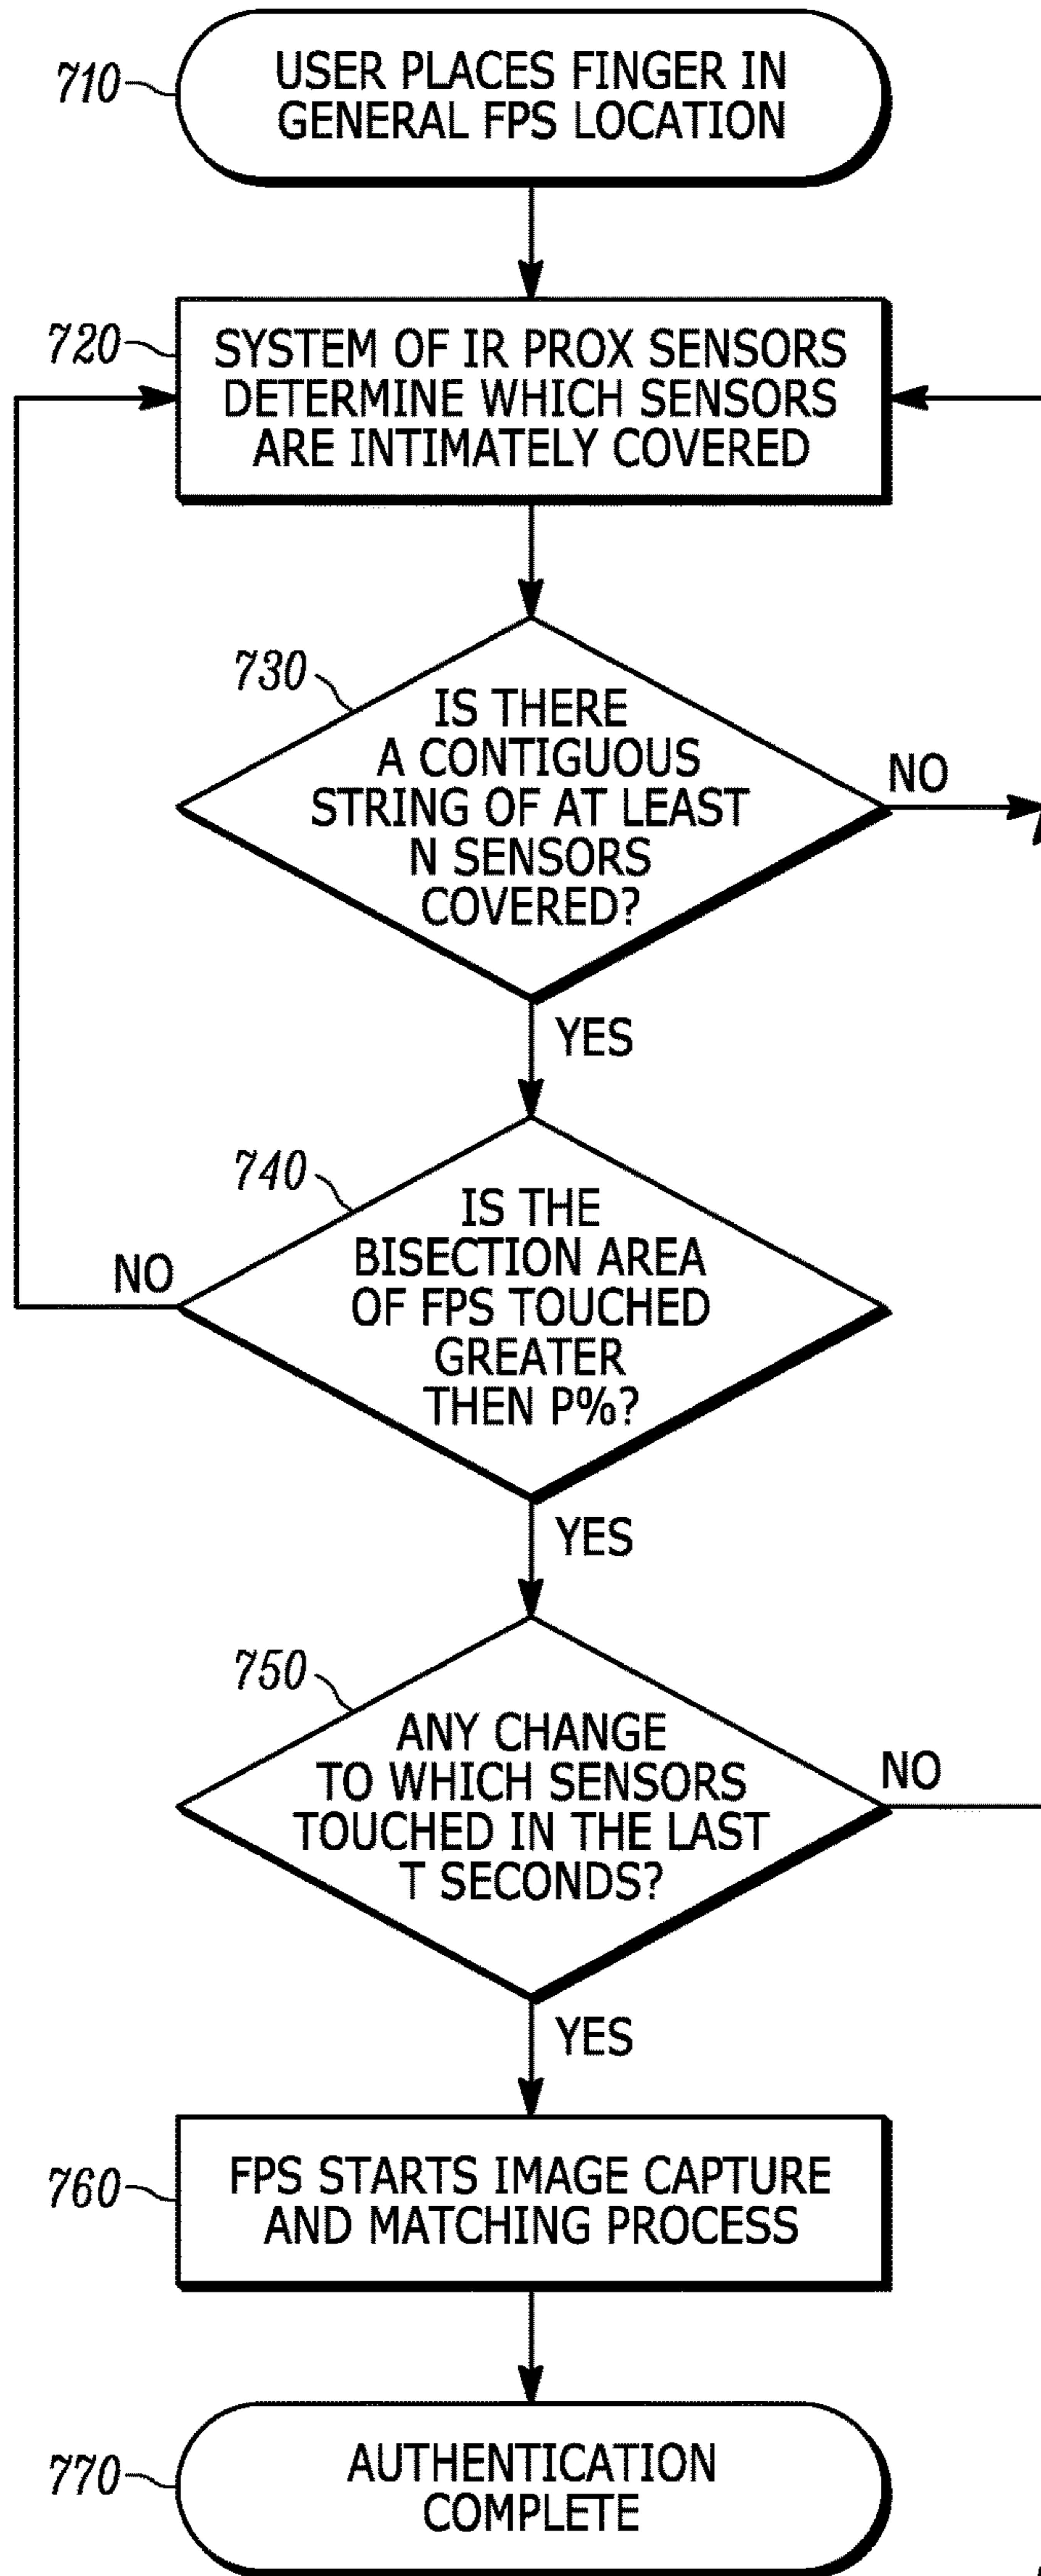 710
USER PLACES FINGER IN
GENERAL FPS LOCATION
720
SYSTEM OF IR PROX SENSORS
DETERMINE WHICH SENSORS
ARE INTIMATELY COVERED
730
IS THERE
A CONTIGUOUS
STRING OF AT LEAST
N SENSORS
COVERED?
NO
YES
740
IS THE
BISECTION AREA
OF FPS TOUCHED
GREATER
THEN P%?
NO
YES
750
ANY CHANGE
TO WHICH SENSORS
TOUCHED IN THE LAST
T SECONDS?
NO
YES
760
FPS STARTS IMAGE CAPTURE
AND MATCHING PROCESS
770
AUTHENTICATION
COMPLETE